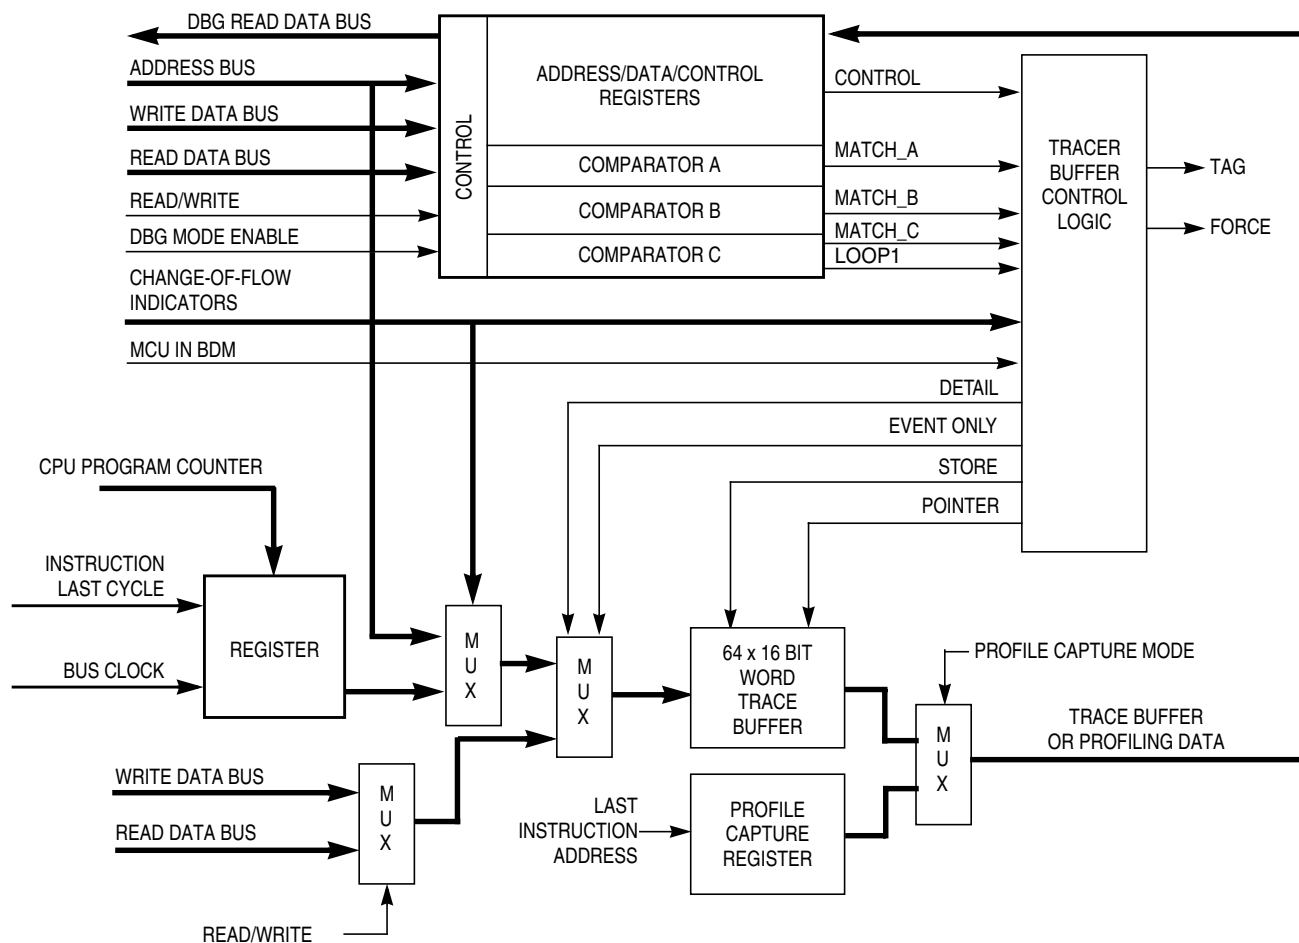 DBG READ DATA BUS
ADDRESS BUS
WRITE DATA BUS
READ DATA BUS
READ/WRITE
DBG MODE ENABLE
CHANGE-OF-FLOW
INDICATORS
MCU IN BDM
CONTROL
ADDRESS/DATA/CONTROL
REGISTERS
COMPARATOR A
COMPARATOR B
COMPARATOR C
CONTROL
MATCH_A
MATCH_B
MATCH_C
LOOP1
TRACER
BUFFER
CONTROL
LOGIC
TAG
FORCE
DETAIL
EVENT ONLY
STORE
POINTER
CPU PROGRAM COUNTER
INSTRUCTION
LAST CYCLE
BUS CLOCK
REGISTER
M
U
X
M
U
X
64 x 16 BIT
WORD
TRACE
BUFFER
PROFILE CAPTURE MODE
M
U
X
TRACE BUFFER
OR PROFILING DATA
WRITE DATA BUS
READ DATA BUS
M
U
X
READ/WRITE
LAST
INSTRUCTION
ADDRESS
PROFILE
CAPTURE
REGISTER